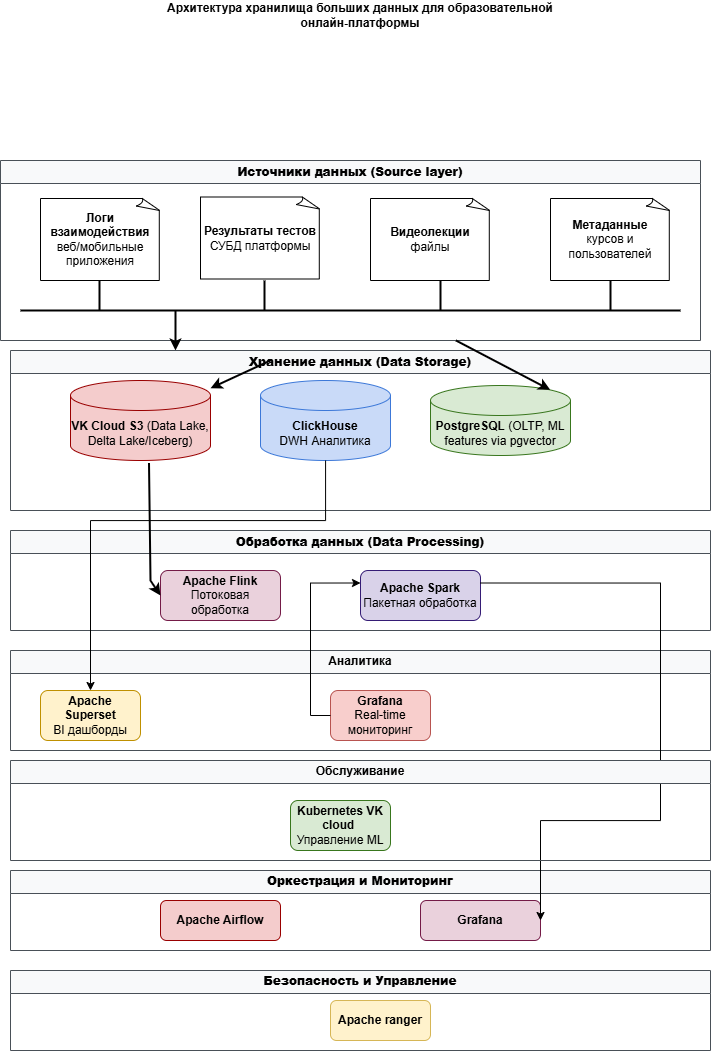 Архитектура хранилища больших данных для образовательной
онлайн-платформы
Источники данных (Source layer)
Логи
взаимодействия
веб/мобильные
приложения
Результаты тестов
СУБД платформы
Видеолекции
файлы
Метаданные
курсов и
пользователей
Хранение данных (Data Storage)
VK Cloud S3 (Data Lake,
Delta Lake/Iceberg)
ClickHouse
DWH Аналитика
PostgreSQL (OLTP, ML
features via pgvector
Обработка данных (Data Processing)
Apache Flink
Потоковая
обработка
Apache Spark
Пакетная обработка
Аналитика
Apache
Superset
BI дашборды
Grafana
Real-time
мониторинг
Обслуживание
Kubernetes VK
cloud
Управление ML
Оркестрация и Мониторинг
Apache Airflow
Grafana
Безопасность и Управление
Apache ranger